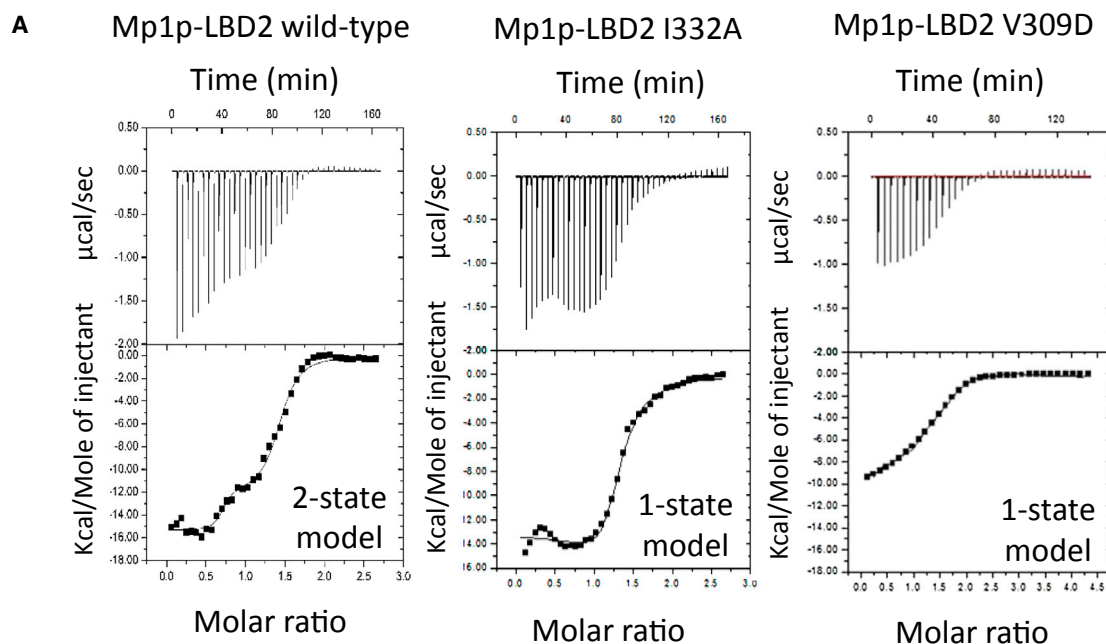 A
Mp1p-LBD2 wild-type
Time (min)
0 40 80 120 160
0.50
0.00
-0.50
-1.00
-1.50
-2.00
µcal/sec
0.00
-2.00
-4.00
-6.00
-8.00
-10.00
-12.00
-14.00
-16.00
-18.00
Kcal/Mole of injectant
2-state
model
0.0 0.5 1.0 1.5 2.0 2.5 3.0
Molar ratio
Mp1p-LBD2 I332A
Time (min)
0 40 80 120 160
0.50
0.00
-0.50
-1.00
-1.50
-2.00
µcal/sec
0.00
-2.00
-4.00
-6.00
-8.00
-10.00
-12.00
-14.00
16.00
Kcal/Mole of injectant
1-state
model
0.0 0.5 1.0 1.5 2.0 2.5 3.0
Molar ratio
Mp1p-LBD2 V309D
Time (min)
0 40 80 120
0.50
0.00
-0.50
-1.00
-1.50
-2.00
µcal/sec
0.00
-2.00
-4.00
-6.00
-8.00
-10.00
-12.00
-14.00
-16.00
-18.00
Kcal/Mole of injectant
1-state
model
0.0 0.5 1.0 1.5 2.0 2.5 3.0 3.5 4.0 4.5
Molar ratio